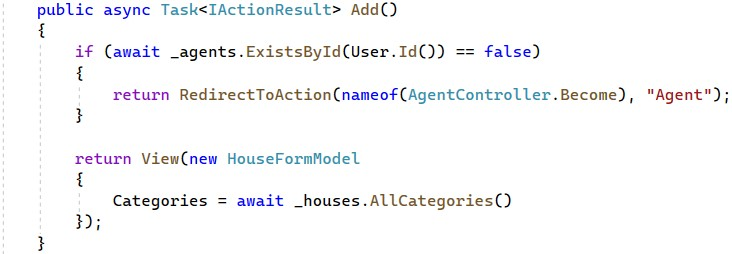 public async Task<IActionResult> Add()
{
    if (await _agents.ExistsById(User.Id()) == false)
    {
        return RedirectToAction(nameof(AgentController.Become), "Agent");
    }

    return View(new HouseFormModel
    {
        Categories = await _houses.AllCategories()
    });
}